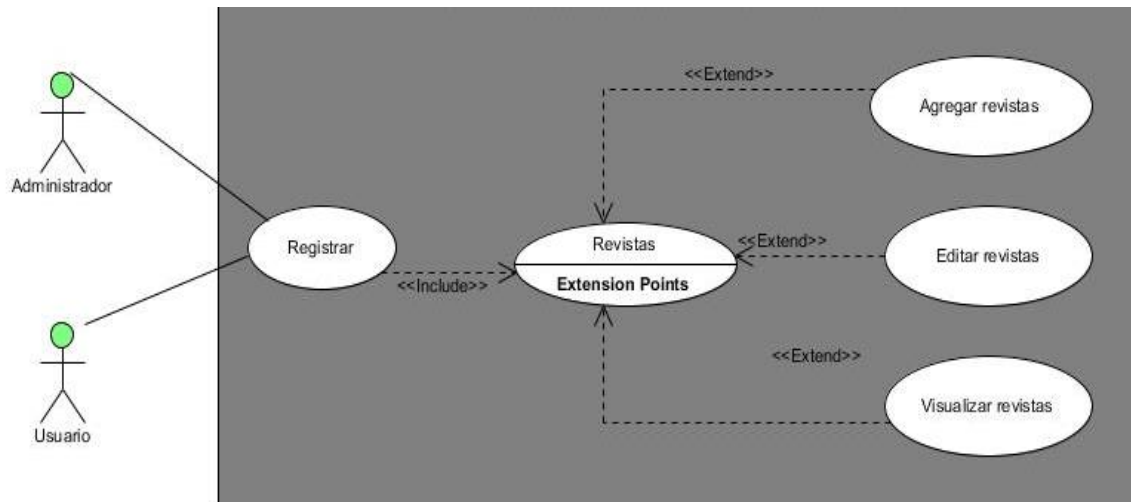 <<Extend>>
Agregar revistas
Administrador
Registrar
Revistas
<<Extend>>
Editar revistas
<<Include>>
Extension Points
<<Extend>>
Visualizar revistas
Usuario